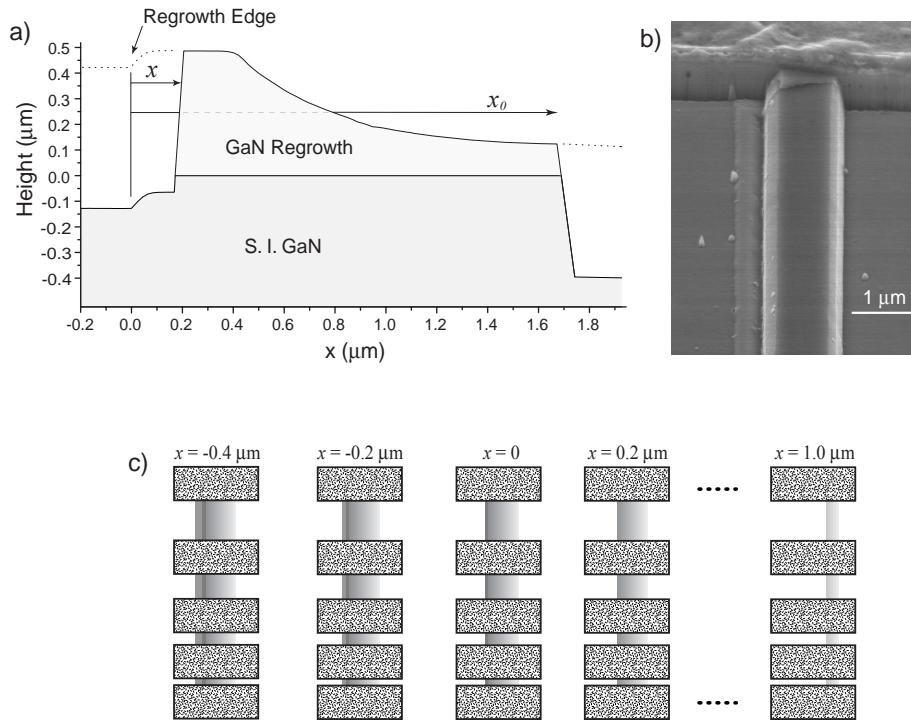 a)
Regrowth Edge
0.5
0.4
0.3
0.2
0.1
0.0
-0.1
-0.2
-0.3
-0.4
Height (μm)
x
x0
GaN Regrowth
S. I. GaN
-0.2 0.0 0.2 0.4 0.6 0.8 1.0 1.2 1.4 1.6 1.8
x (μm)
b)
1 μm
c)
x = -0.4 μm x = -0.2 μm x = 0 x = 0.2 μm x = 1.0 μm